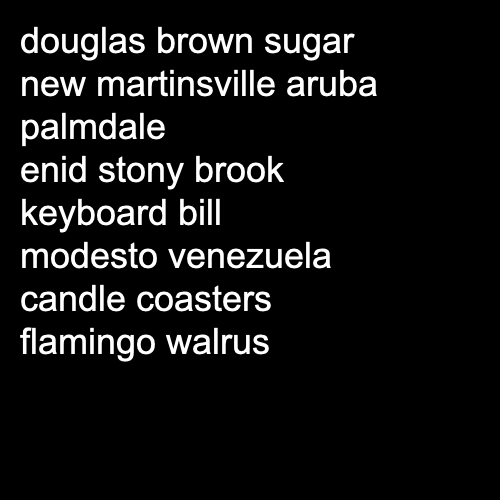 douglas brown sugar
new martinsville aruba
palmdale
enid stony brook
keyboard bill
modesto venezuela
candle coasters
flamingo walrus